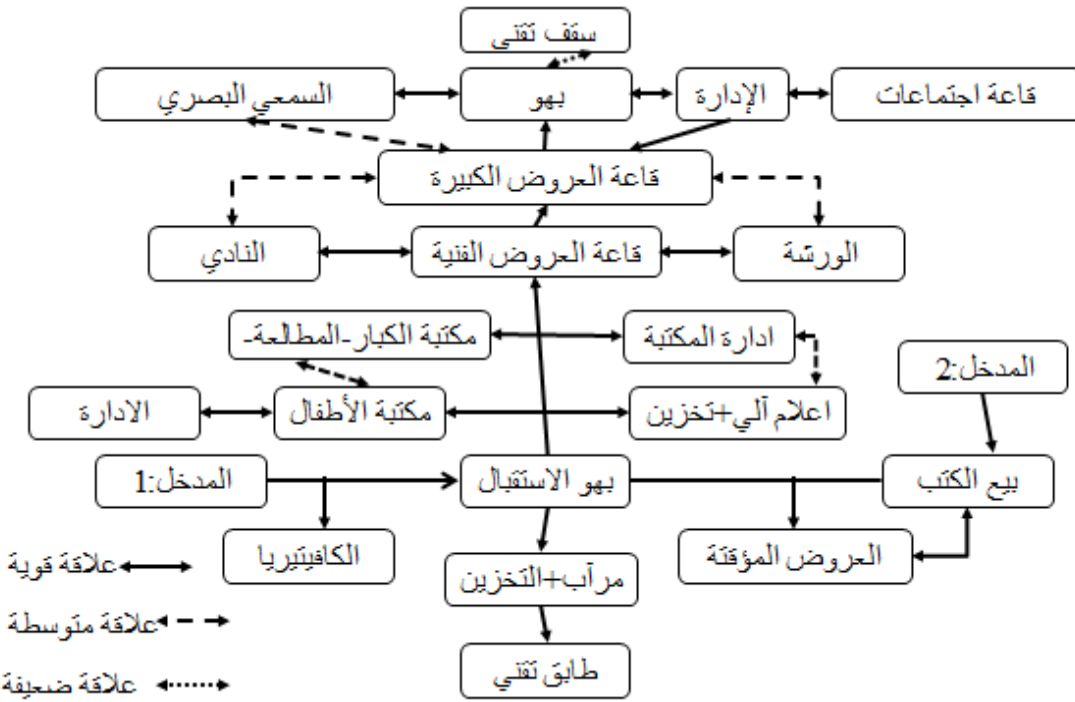 سقف تقني
السمعي البصري
بهو
الإدارة
قاعة اجتماعات
قاعة العروض الكبيرة
النادي
قاعة العروض الفنية
الورشة
مكتبة الكبار-المطالعة-
ادارة المكتبة
المدخل:2
الادارة
مكتبة الأطفال
اعلام آلي+تخزين
المدخل:1
بهو الاستقبال
بيع الكتب
الكافيتيريا
العروض المؤقتة
علاقة قوية
مرآب+التخزين
علاقة متوسطة
طابق تقني
علاقة ضعيفة